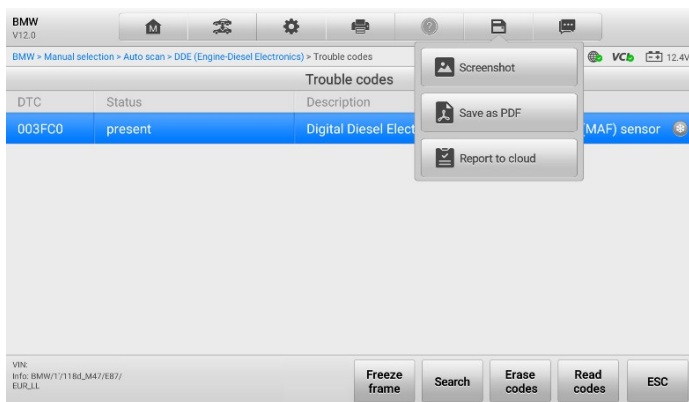 BMW
V12.0
M
?
BMW > Manual selection > Auto scan > DDE (Engine-Diesel Electronics) > Trouble codes
VCI 12.4V
Trouble codes
Screenshot
Save as PDF
Report to cloud
DTC Status Description
003FC0 present Digital Diesel Elect (MAF) sensor
VIN:
Info: BMW/1'/118d_M47/E87/
EUR_LL
Freeze
frame
Search
Erase
codes
Read
codes
ESC